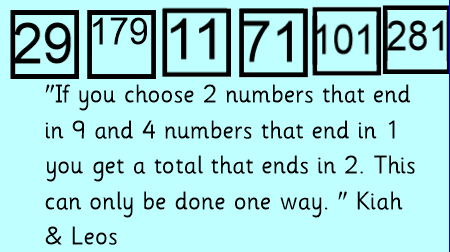 29 179 11 71 101 281
"If you choose 2 numbers that end
in 9 and 4 numbers that end in 1
you get a total that ends in 2. This
can only be done one way. " Kiah
& Leos